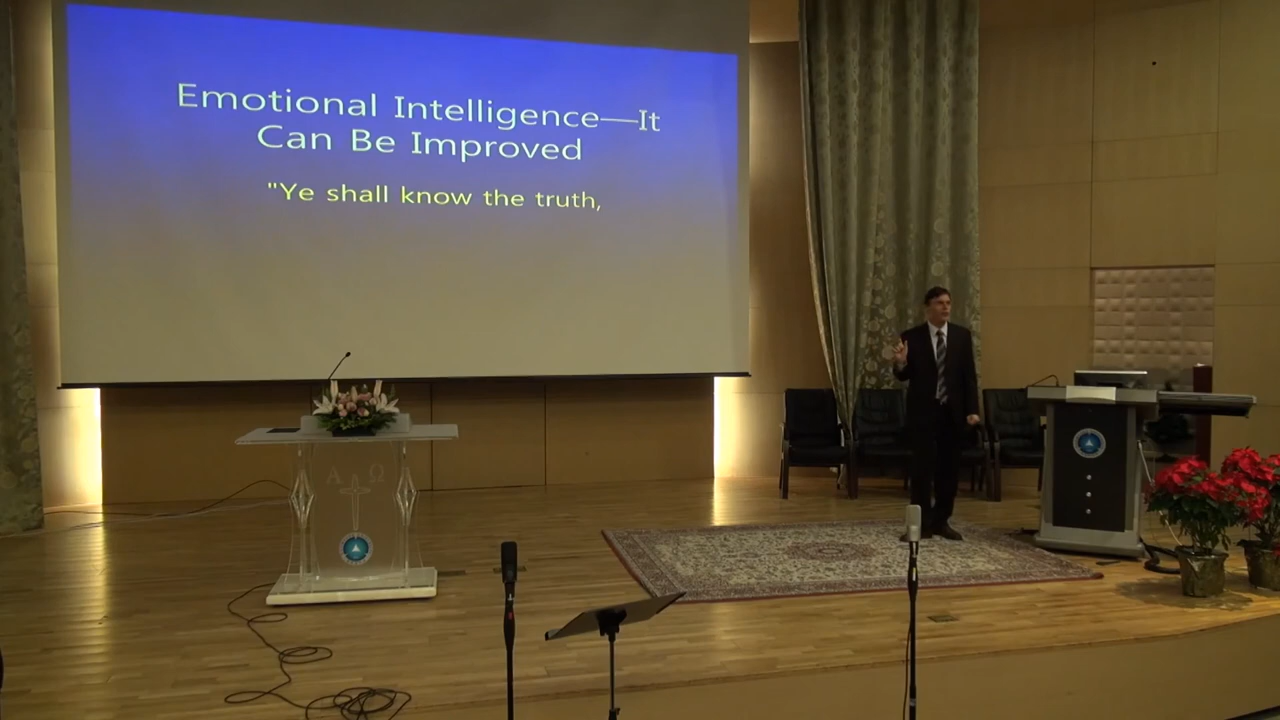 Emotional Intelligence—It
Can Be Improved
"Ye shall know the truth,
Α Ω